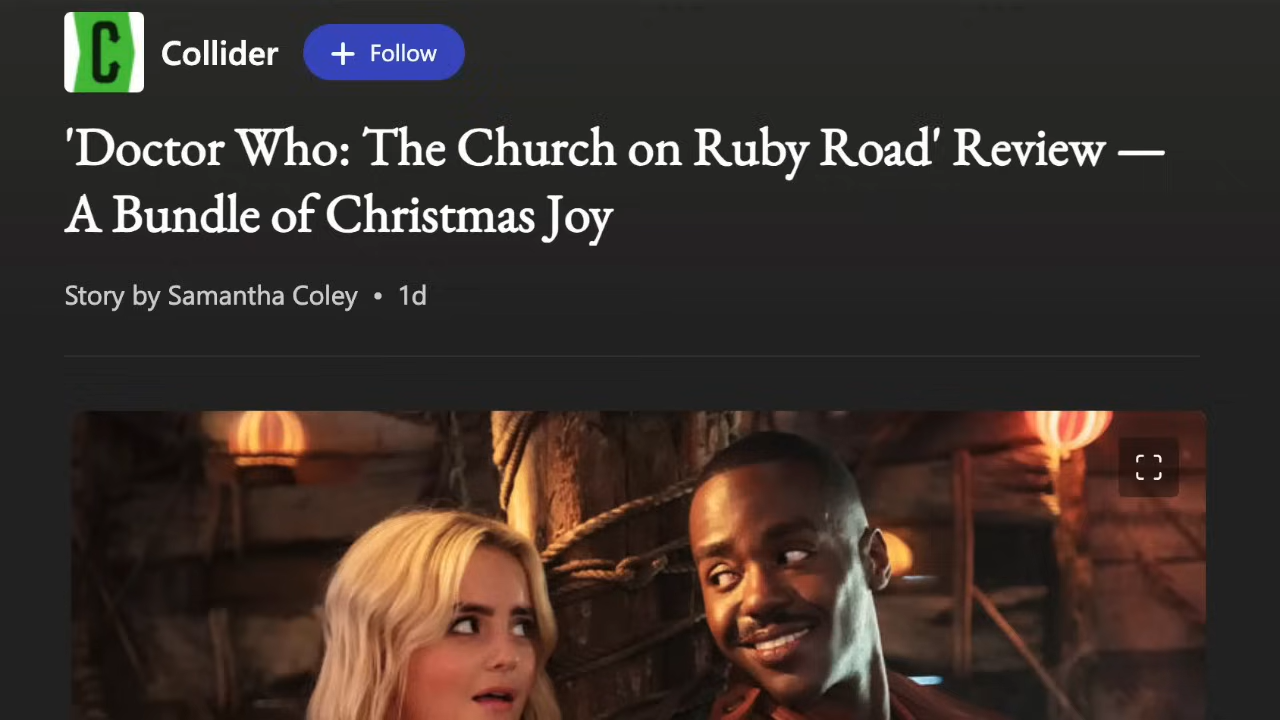 C
Collider
+ Follow
'Doctor Who: The Church on Ruby Road' Review —
A Bundle of Christmas Joy
Story by Samantha Coley • 1d